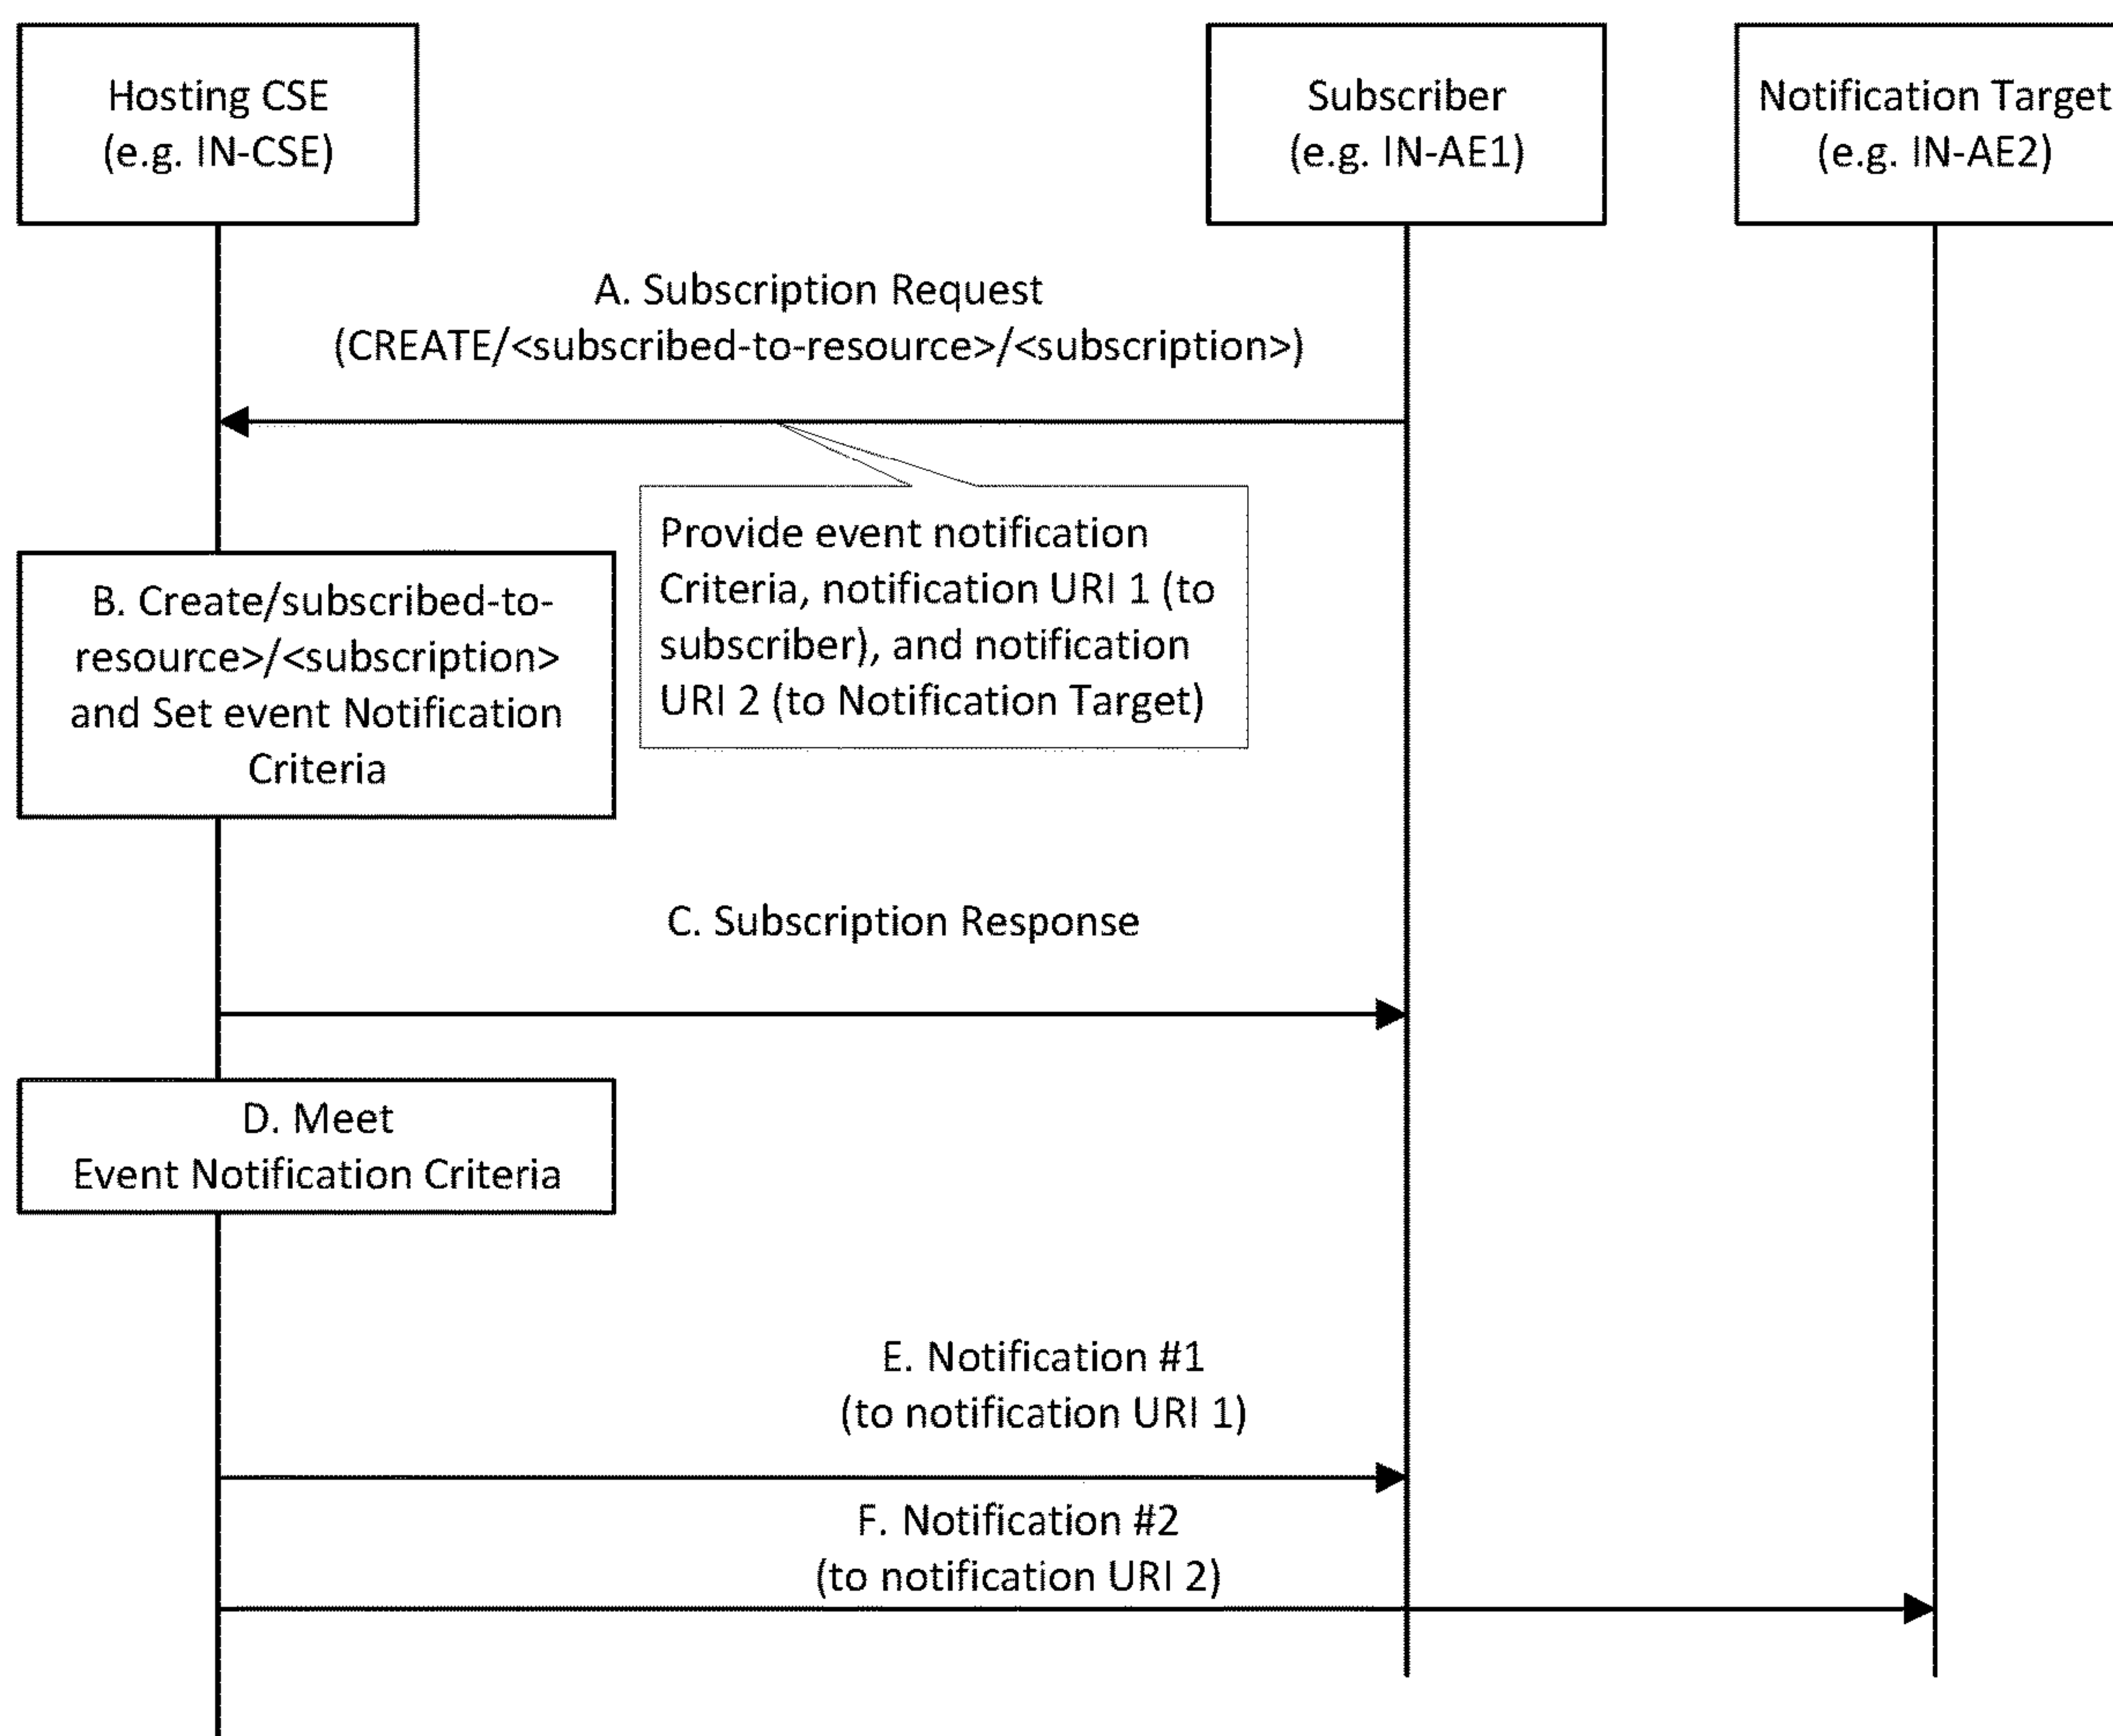 Hosting CSE
(e.g. IN-CSE)
Subscriber
(e.g. IN-AE1)
Notification Target
(e.g. IN-AE2)
A. Subscription Request
(CREATE/<subscribed-to-resource>/<subscription>)
Provide event notification
Criteria, notification URI 1 (to
subscriber), and notification
URI 2 (to Notification Target)
B. Create/subscribed-to-
resource>/<subscription>
and Set event Notification
Criteria
C. Subscription Response
D. Meet
Event Notification Criteria
E. Notification #1
(to notification URI 1)
F. Notification #2
(to notification URI 2)